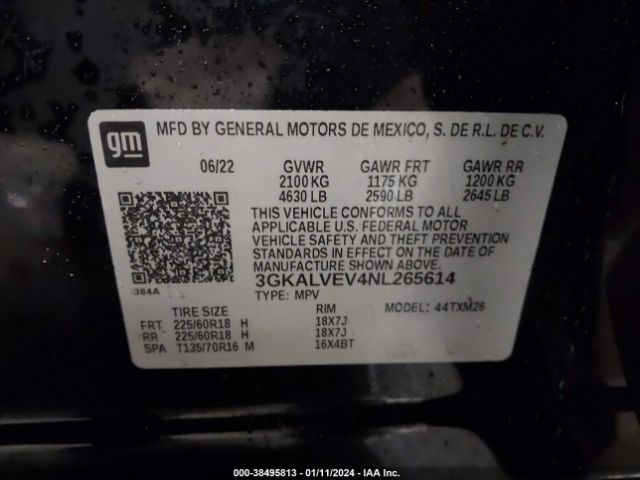 gm
MFD BY GENERAL MOTORS DE MEXICO, S. DE R.L. DE C.V.
06/22 GVWR GAWR FRT GAWR RR
2100 KG 1175 KG 1200 KG
4630 LB 2590 LB 2645 LB
THIS VEHICLE CONFORMS TO ALL
APPLICABLE U.S. FEDERAL MOTOR
VEHICLE SAFETY AND THEFT PREVENTION
STANDARDS IN EFFECT ON THE DATE OF
MANUFACTURE SHOWN ABOVE.
384A 3GKALVEV4NL265614
TYPE: MPV MODEL: 44TXM26
TIRE SIZE RIM
FRT 225/60R18 H 18X7J
RR 225/60R18 H 18X7J
SPA T135/70R16 M 16X4BT
000-38495813 - 01/11/2024 - IAA Inc.